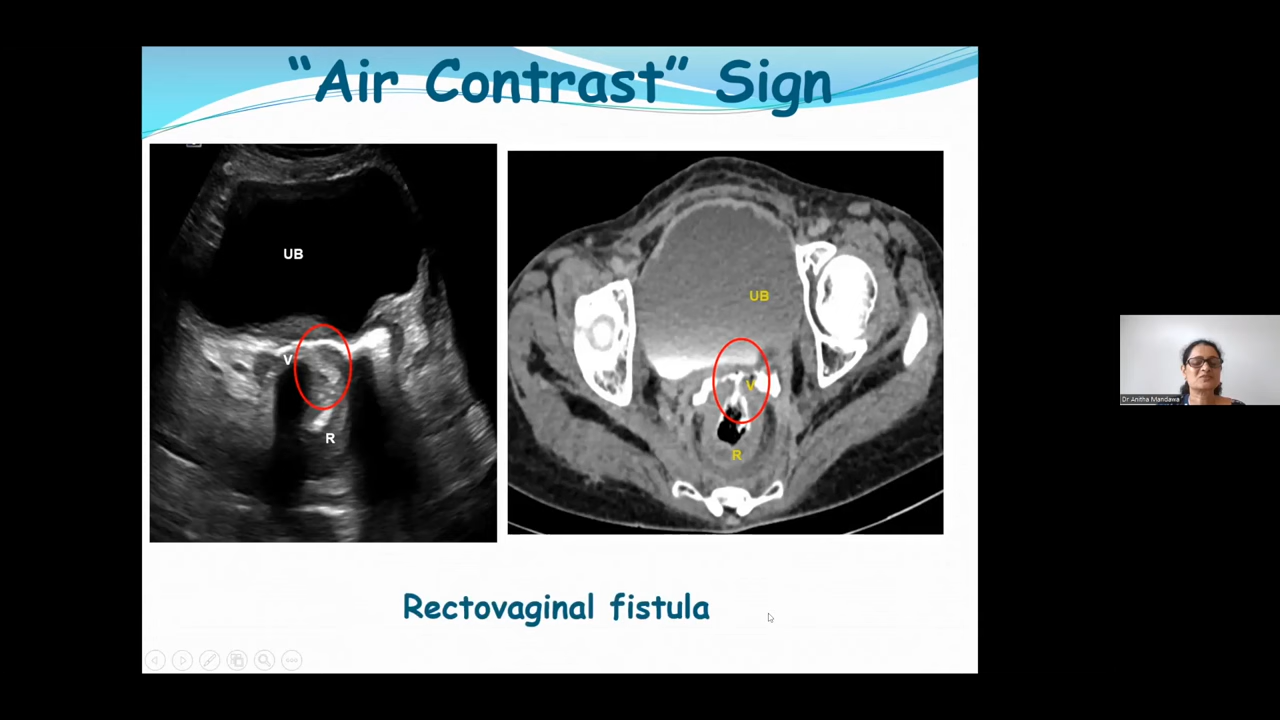 “Air Contrast” Sign
UB
V
R
UB
V
R
Rectovaginal fistula
Dr Anitha Mandawa